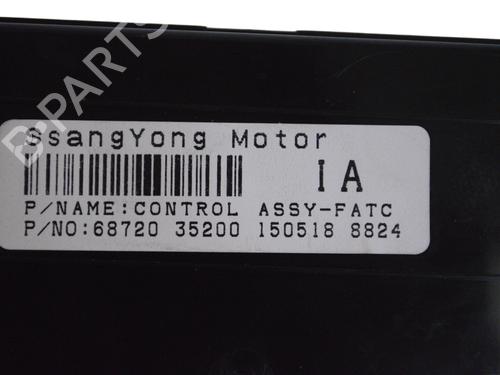 B-PARTS
SsangYong Motor
IA
P/NAME:CONTROL ASSY-FATC
P/NO:68720 35200 150518 8824